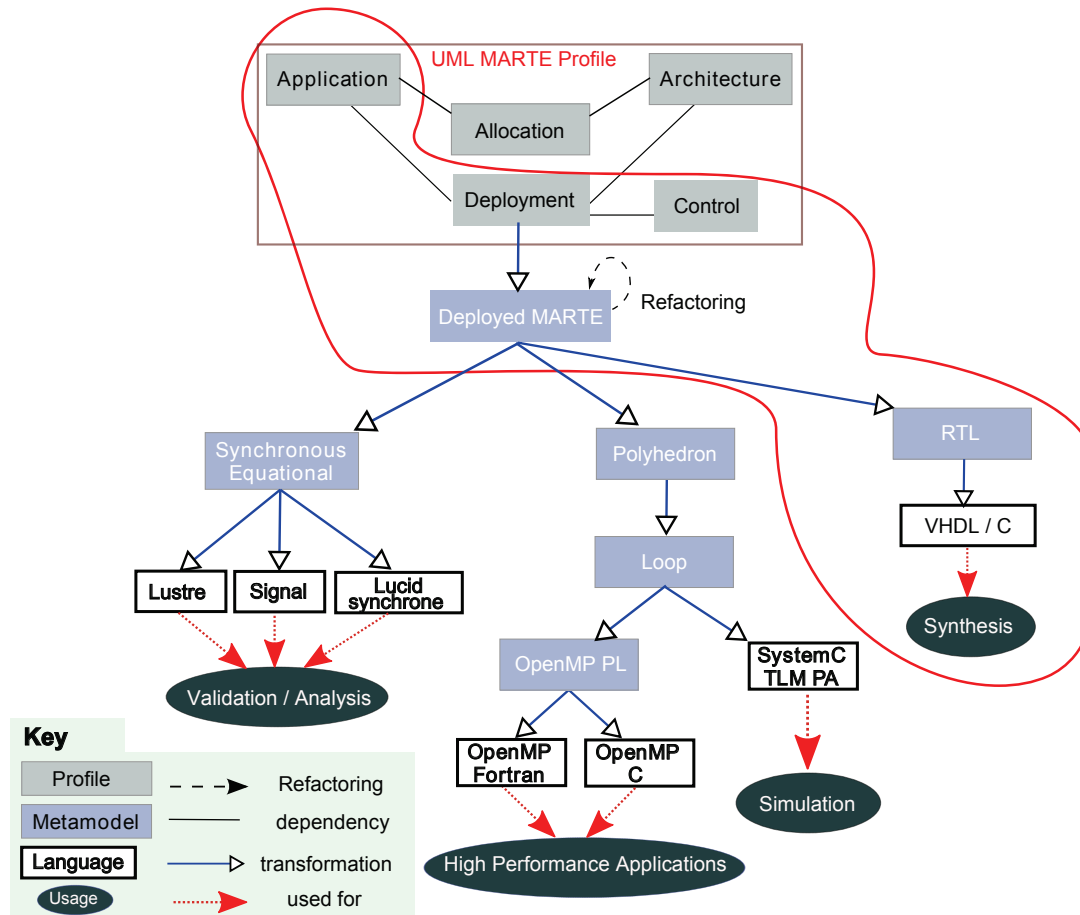 UML MARTE Profile
Application
Architecture
Allocation
Deployment
Control
Refactoring
Deployed MARTE
RTL
Synchronous
Equational
Polyhedron
VHDL / C
Loop
Lustre
Signal
Lucid
synchrone
Synthesis
OpenMP PL
SystemC
TLM PA
Validation / Analysis
OpenMP
Fortran
OpenMP
C
Simulation
High Performance Applications
Key
Profile
Refactoring
Metamodel
dependency
Language
transformation
Usage
used for